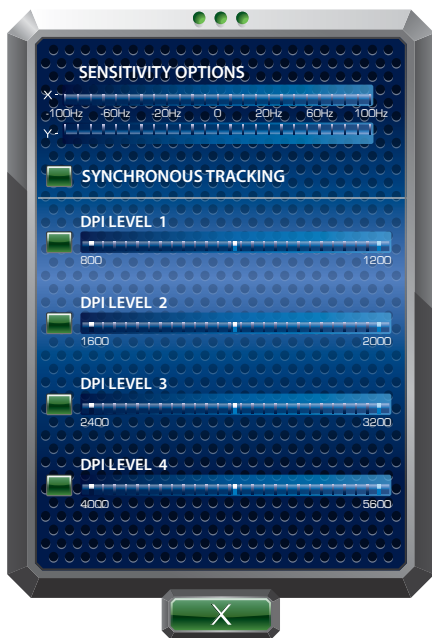 SENSITIVITY OPTIONS
X-
-100Hz -60Hz -20Hz 0 20Hz 60Hz 100Hz
Y-
SYNCHRONOUS TRACKING
DPI LEVEL 1
800 1200
DPI LEVEL 2
1600 2000
DPI LEVEL 3
2400 3200
DPI LEVEL 4
4000 5600
X